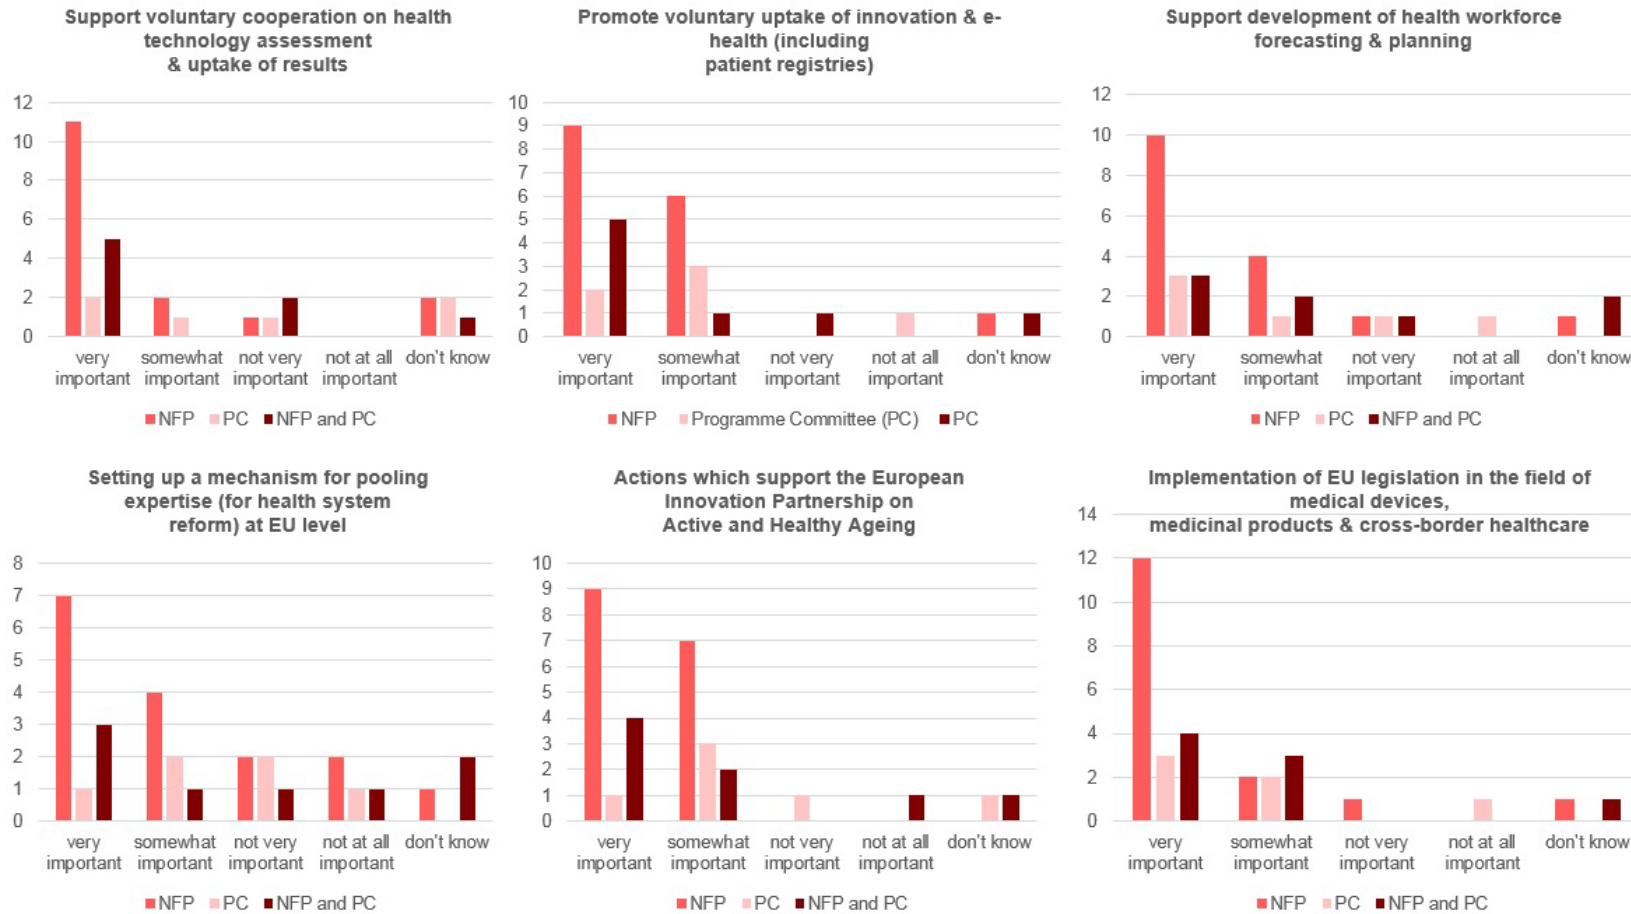 Support voluntary cooperation on health
technology assessment
& uptake of results
12
10
8
6
4
2
0
very
important
somewhat
important
not very
important
not at all
important
don't know
NFP PC NFP and PC
Promote voluntary uptake of innovation & e-
health (including
patient registries)
10
9
8
7
6
5
4
3
2
1
0
very
important
somewhat
important
not very
important
not at all
important
don't know
NFP Programme Committee (PC) PC
Support development of health workforce
forecasting & planning
12
10
8
6
4
2
0
very
important
somewhat
important
not very
important
not at all
important
don't know
NFP PC NFP and PC
Setting up a mechanism for pooling
expertise (for health system
reform) at EU level
8
7
6
5
4
3
2
1
0
very
important
somewhat
important
not very
important
not at all
important
don't know
NFP PC NFP and PC
Actions which support the European
Innovation Partnership on
Active and Healthy Ageing
10
9
8
7
6
5
4
3
2
1
0
very
important
somewhat
important
not very
important
not at all
important
don't know
NFP PC NFP and PC
Implementation of EU legislation in the field of
medical devices,
medicinal products & cross-border healthcare
14
12
10
8
6
4
2
0
very
important
somewhat
important
not very
important
not at all
important
don't know
NFP PC NFP and PC